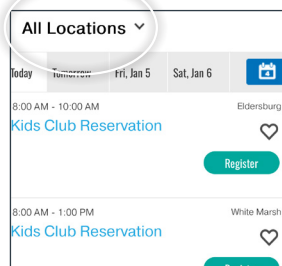 All Locations
Today Tomorrow Fri, Jan 5 Sat, Jan 6 4
8:00 AM - 10:00 AM Eldersburg
Kids Club Reservation
Register
8:00 AM - 1:00 PM White Marsh
Kids Club Reservation